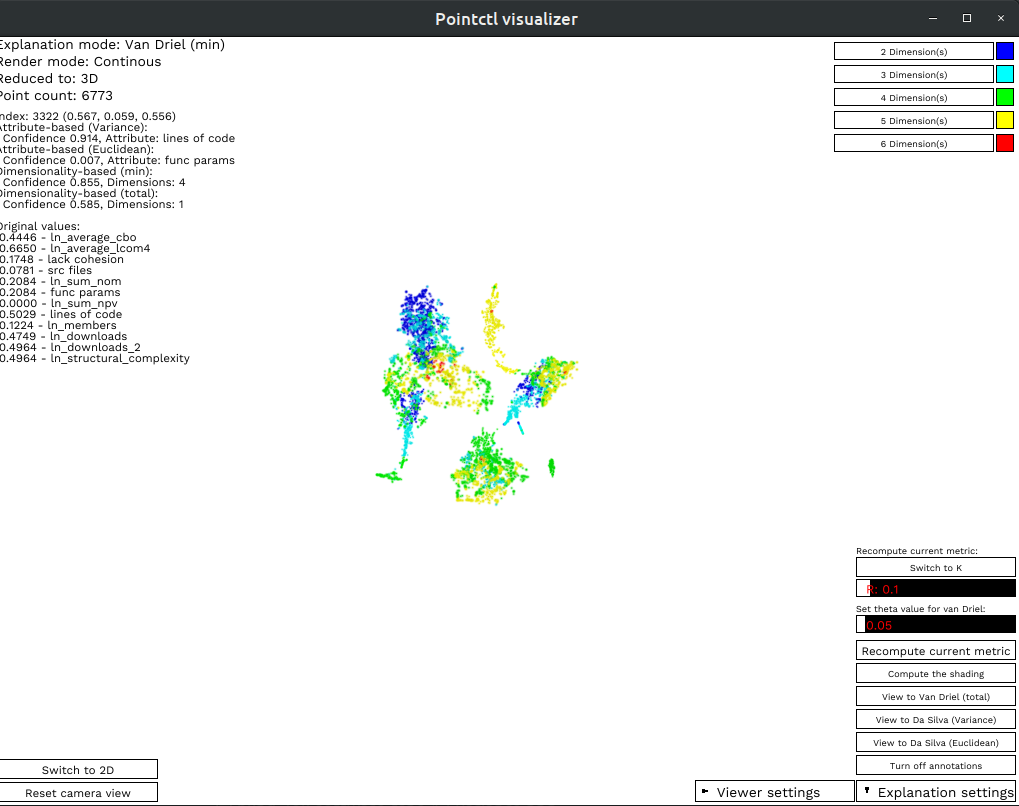 Pointctl visualizer
Explanation mode: Van Driel (min)
Render mode: Continous
Reduced to: 3D
Point count: 6773
ndex: 3322 (0.567, 0.059, 0.556)
Attribute-based (Variance):
Confidence 0.914, Attribute: lines of code
Attribute-based (Euclidean):
Confidence 0.007, Attribute: func params
Dimensionality-based (min):
Confidence 0.855, Dimensions: 4
Dimensionality-based (total):
Confidence 0.585, Dimensions: 1
Original values:
0.4446 - ln_average_cbo
0.6650 - ln_average_lcom4
0.1748 - lack cohesion
0.0781 - src files
0.2084 - ln_sum_nom
0.2084 - func params
0.0000 - ln_sum_npv
0.5029 - lines of code
0.1224 - ln_members
0.4749 - ln_downloads
0.4964 - ln_downloads_2
0.4964 - ln_structural_complexity
2 Dimension(s)
3 Dimension(s)
4 Dimension(s)
5 Dimension(s)
6 Dimension(s)
Recompute current metric:
Switch to K
R: 0.1
Set theta value for van Driel:
0.05
Recompute current metric
Compute the shading
View to Van Driel (total)
View to Da Silva (Variance)
View to Da Silva (Euclidean)
Turn off annotations
Switch to 2D
Reset camera view
Viewer settings
Explanation settings